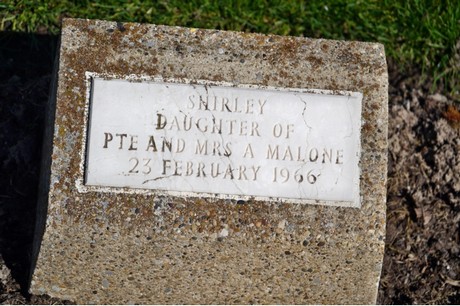 SHIRLEY
DAUGHTER OF
PTE AND MRS A MALONE
23 FEBRUARY 1966